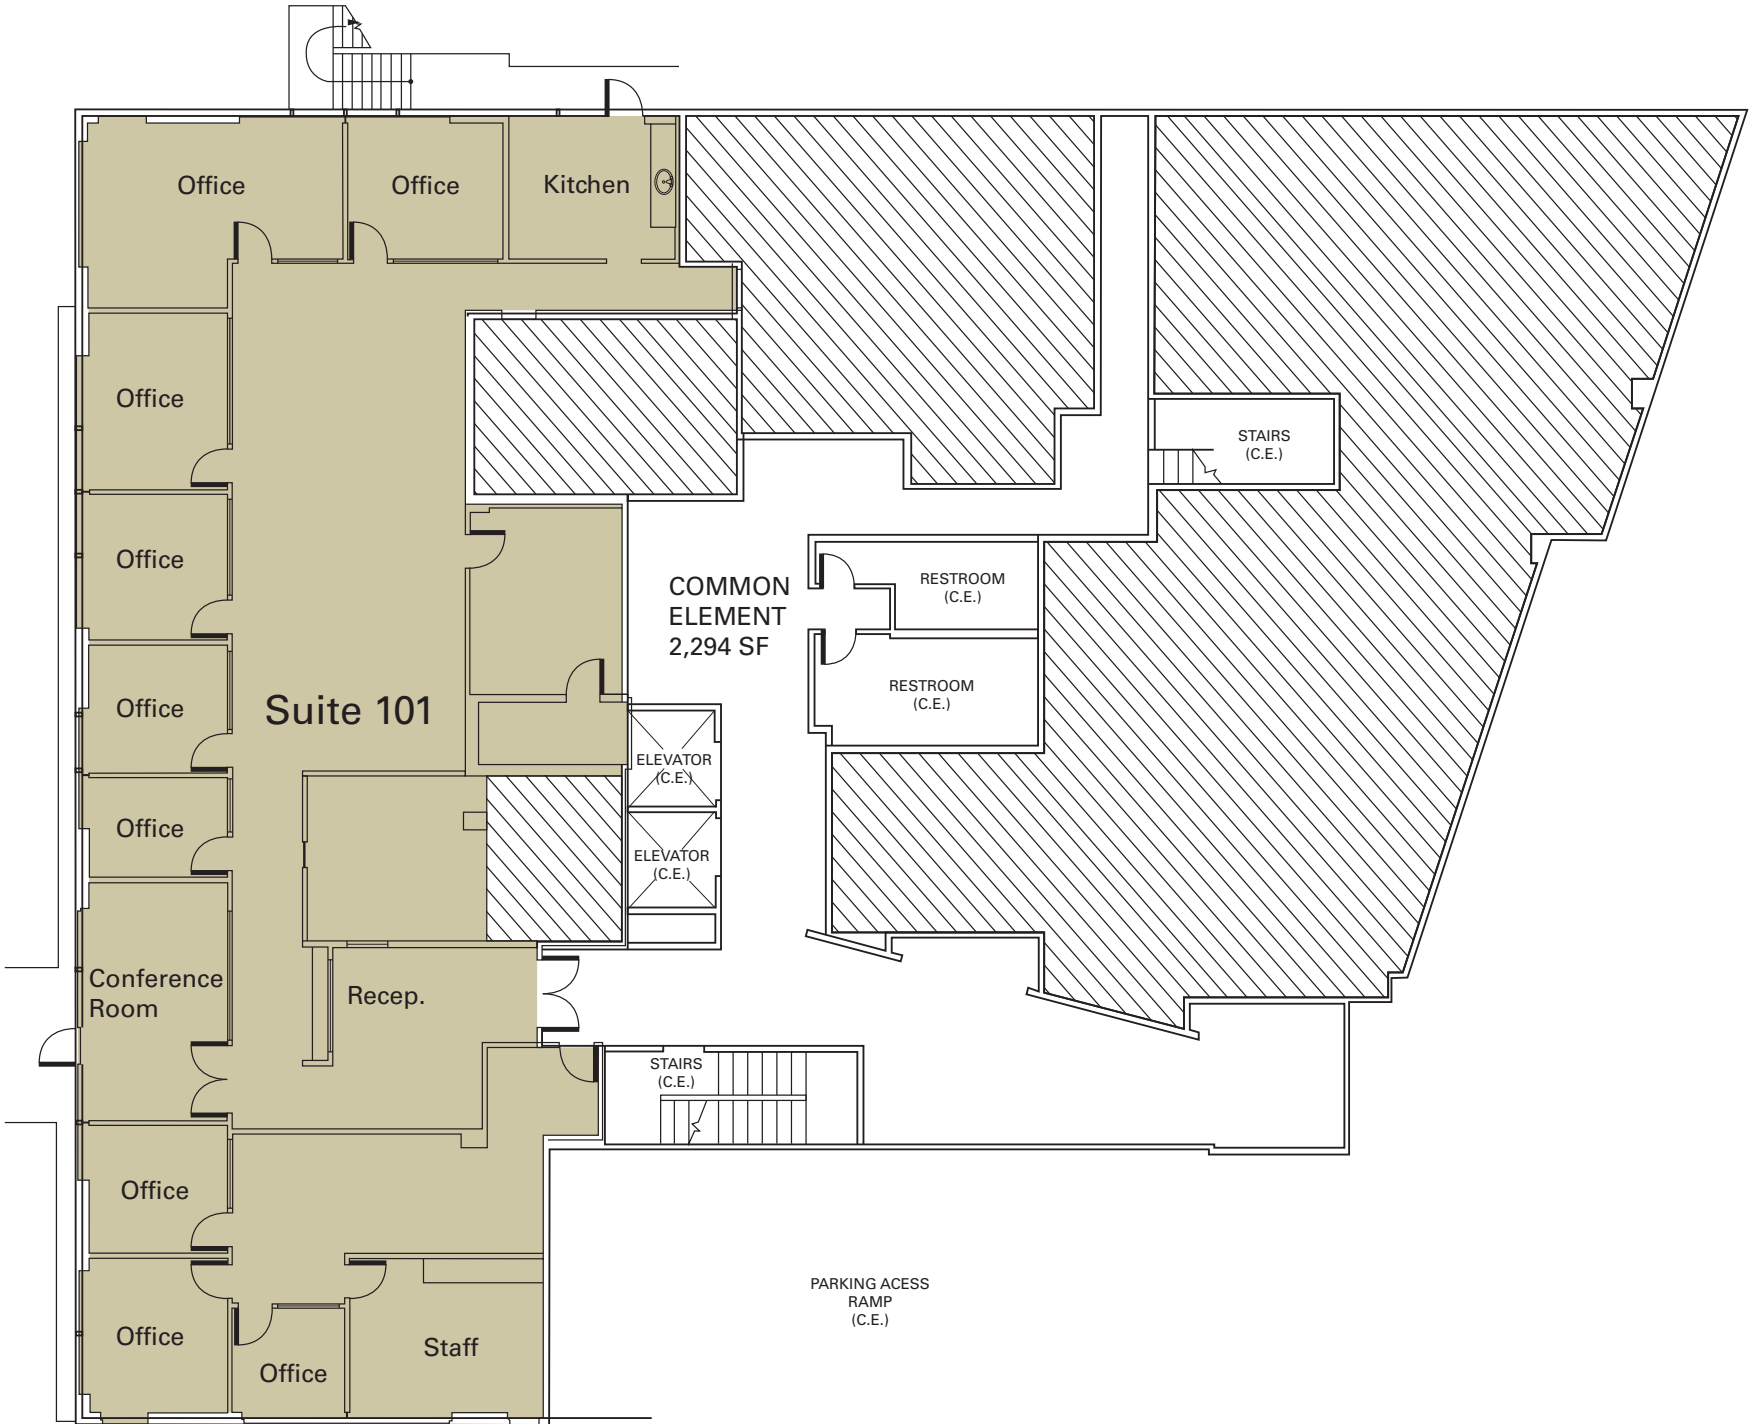 Office
Office
Kitchen
Office
STAIRS
(C.E.)
Office
COMMON
ELEMENT
2,294 SF
RESTROOM
(C.E.)
RESTROOM
(C.E.)
Office
Suite 101
ELEVATOR
(C.E.)
Office
ELEVATOR
(C.E.)
Conference
Room
Recep.
STAIRS
(C.E.)
Office
PARKING ACESS
RAMP
(C.E.)
Office
Staff
Office